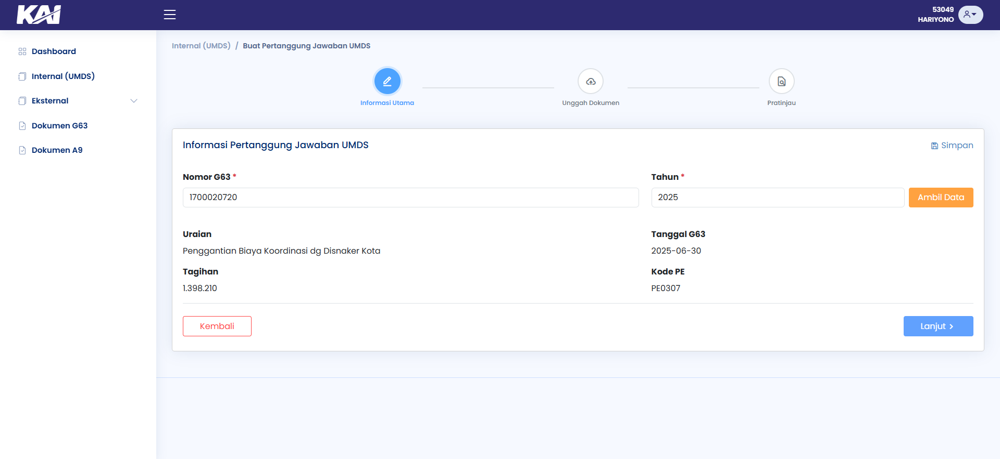 KAI
53049
HARIYONO
Dashboard
Internal (UMDS)
Eksternal
Dokumen G63
Dokumen A9
Internal (UMDS) / Buat Pertanggung Jawaban UMDS
Informasi Utama
Unggah Dokumen
Pratinjau
Informasi Pertanggung Jawaban UMDS
Simpan
Nomor G63 *
Tahun *
1700020720
2025
Ambil Data
Uraian
Tanggal G63
Penggantian Biaya Koordinasi dg Disnaker Kota
2025-06-30
Tagihan
Kode PE
1.398.210
PE0307
Kembali
Lanjut